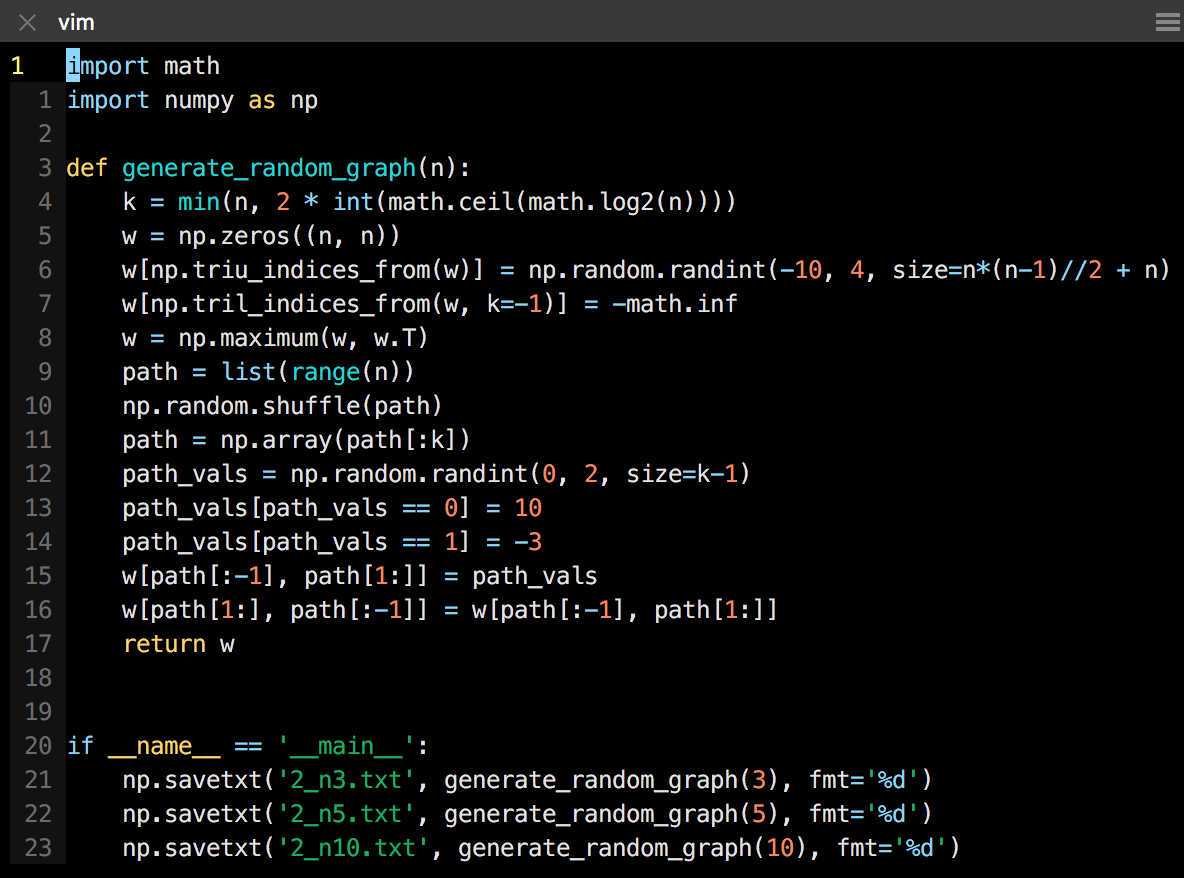 vim
1 import math
1 import numpy as np
2
3 def generate_random_graph(n):
4     k = min(n, 2 * int(math.ceil(math.log2(n))))
5     w = np.zeros((n, n))
6     w[np.triu_indices_from(w)] = np.random.randint(-10, 4, size=n*(n-1)//2 + n)
7     w[np.tril_indices_from(w, k=-1)] = -math.inf
8     w = np.maximum(w, w.T)
9     path = list(range(n))
10     np.random.shuffle(path)
11     path = np.array(path[:k])
12     path_vals = np.random.randint(0, 2, size=k-1)
13     path_vals[path_vals == 0] = 10
14     path_vals[path_vals == 1] = -3
15     w[path[:-1], path[1:]] = path_vals
16     w[path[1:], path[:-1]] = w[path[:-1], path[1:]]
17     return w
18
19
20 if __name__ == '__main__':
21     np.savetxt('2_n3.txt', generate_random_graph(3), fmt='%d')
22     np.savetxt('2_n5.txt', generate_random_graph(5), fmt='%d')
23     np.savetxt('2_n10.txt', generate_random_graph(10), fmt='%d')